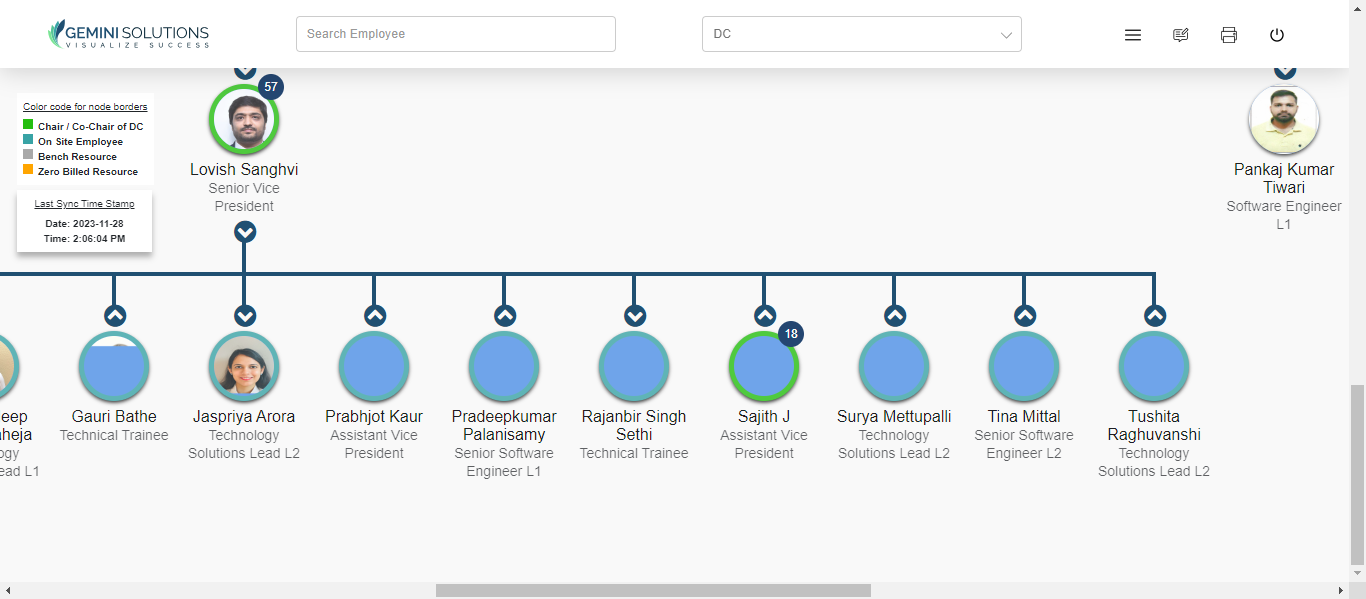 GEMINI SOLUTIONS
VISUALIZE SUCCESS
Search Employee
DC
Color code for node borders
Chair / Co-Chair of DC
On Site Employee
Bench Resource
Zero Billed Resource
Last Sync Time Stamp
Date: 2023-11-28
Time: 2:06:04 PM
57
Lovish Sanghvi
Senior Vice
President
Pankaj Kumar
Tiwari
Software Engineer
L1
Gauri Bathe
Technical Trainee
Jaspriya Arora
Technology
Solutions Lead L2
Prabhjot Kaur
Assistant Vice
President
Pradeepkumar
Palanisamy
Senior Software
Engineer L1
Rajanbir Singh
Sethi
Technical Trainee
18
Sajith J
Assistant Vice
President
Surya Mettupalli
Technology
Solutions Lead L2
Tina Mittal
Senior Software
Engineer L2
Tushita
Raghuvanshi
Technology
Solutions Lead L2